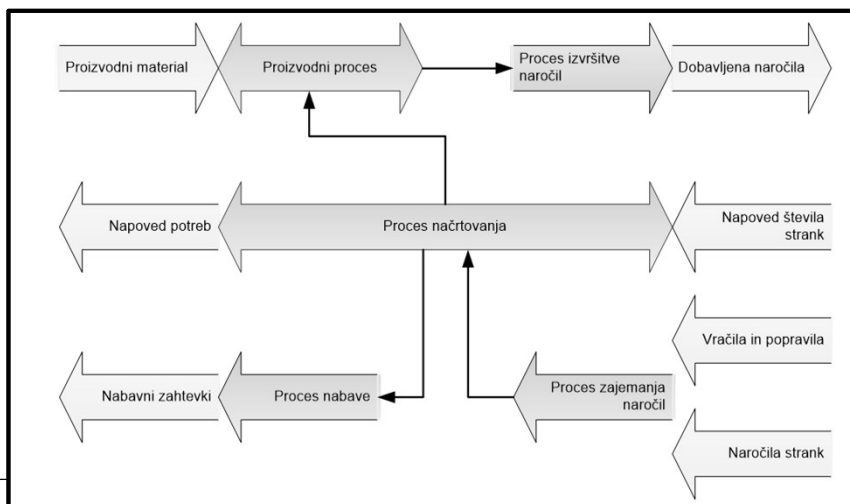 Proizvodni material
Proizvodni proces
Proces izvršitve
naročil
Dobavljena naročila
Napoved potreb
Proces načrtovanja
Napoved števila
strank
Vračila in popravila
Nabavni zahtevki
Proces nabave
Proces zajemanja
naročil
Naročila strank